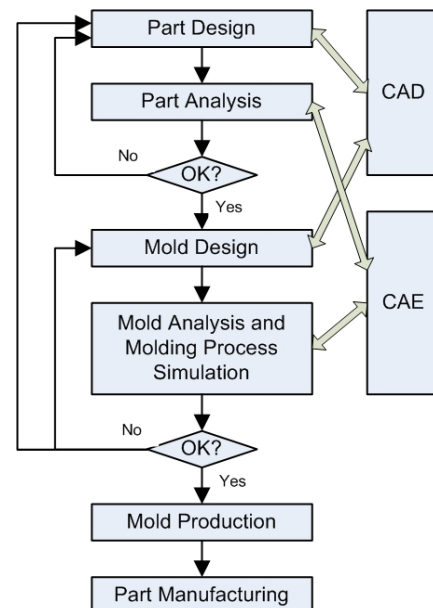 Part Design
CAD
Part Analysis
No
OK?
Yes
Mold Design
CAE
Mold Analysis and
Molding Process
Simulation
No
OK?
Yes
Mold Production
Part Manufacturing